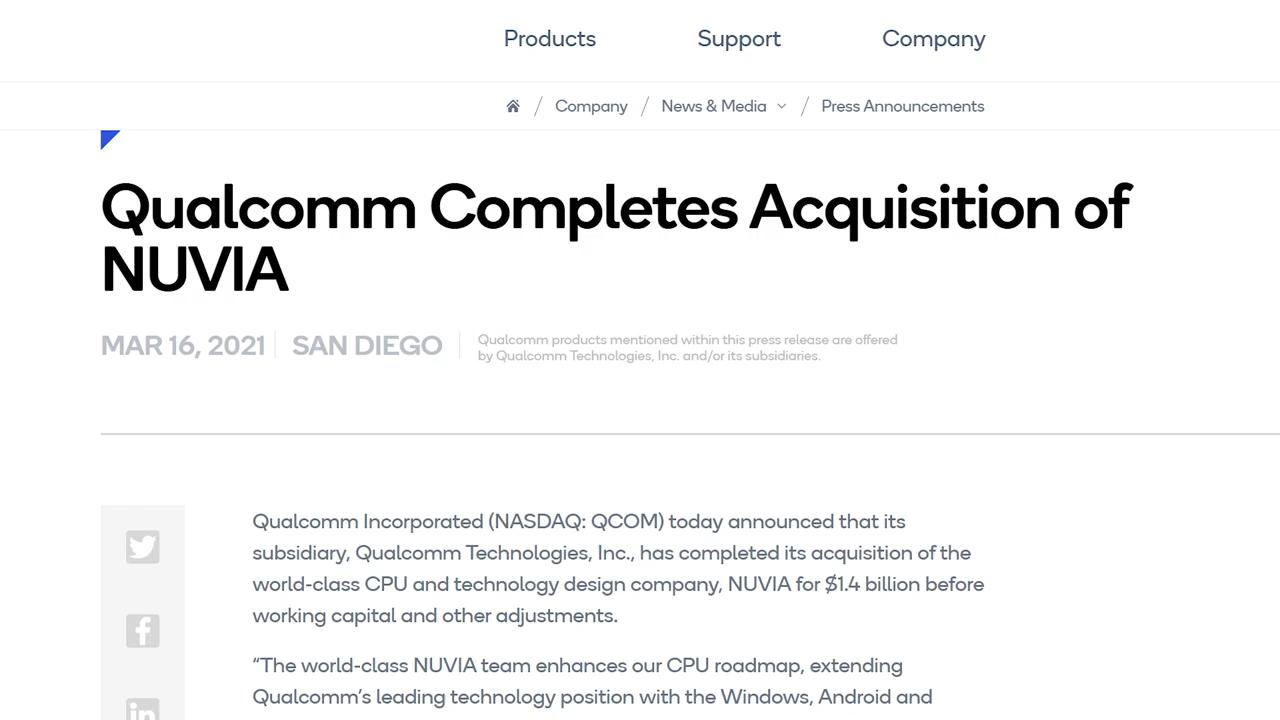 Products Support Company
Company / News & Media / Press Announcements
Qualcomm Completes Acquisition of
NUVIA
MAR 16, 2021 SAN DIEGO
Qualcomm products mentioned within this press release are offered
by Qualcomm Technologies, Inc. and/or its subsidiaries.
Qualcomm Incorporated (NASDAQ: QCOM) today announced that its
subsidiary, Qualcomm Technologies, Inc., has completed its acquisition of the
world-class CPU and technology design company, NUVIA for $1.4 billion before
working capital and other adjustments.
“The world-class NUVIA team enhances our CPU roadmap, extending
Qualcomm’s leading technology position with the Windows, Android and